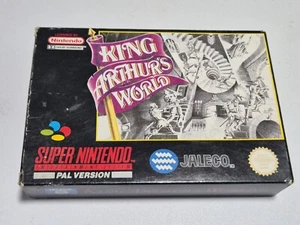 Nintendo
KING
ARTHUR'S
WORLD
SUPER NINTENDO
PAL VERSION
JALECO